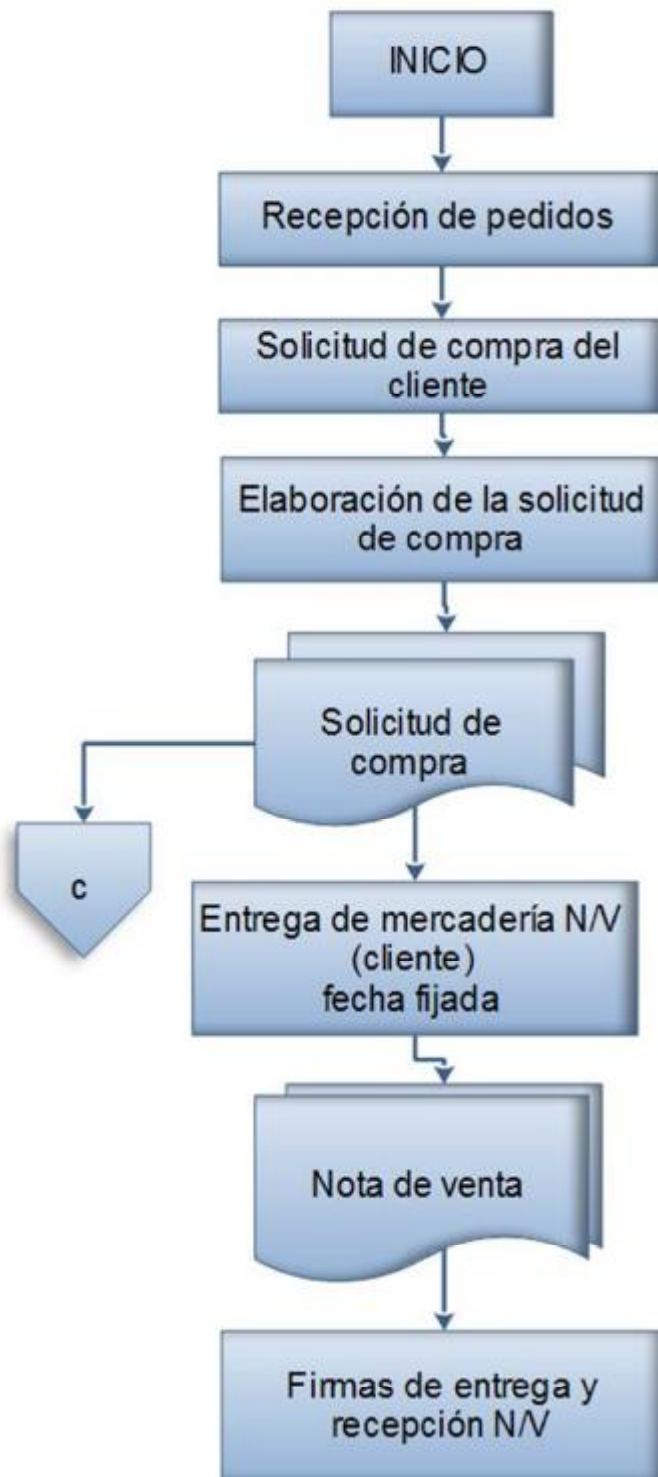 INICIO
Recepción de pedidos
Solicitud de compra del
cliente
Elaboración de la solicitud
de compra
Solicitud de
compra
c
Entrega de mercadería N/V
(cliente)
fecha fijada
Nota de venta
Firmas de entrega y
recepción N/V